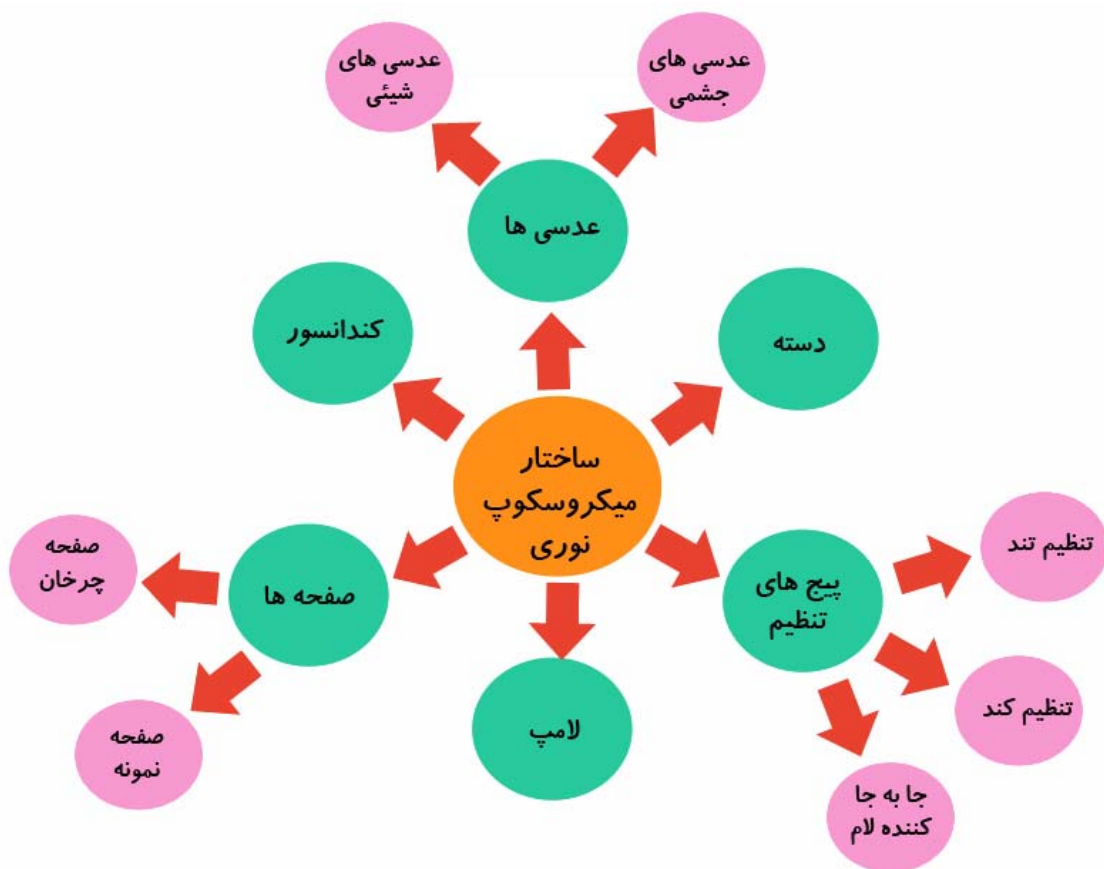 عدسی های
شیئی
عدسی های
جشمی
عدسی ها
کندانسور
دسته
ساختار
میکروسکوپ
نوری
صفحه
چرخان
صفحه ها
پیج های
تنظیم
تنظیم تند
صفحه
نمونه
لامپ
تنظیم کند
جا به جا
کننده لام